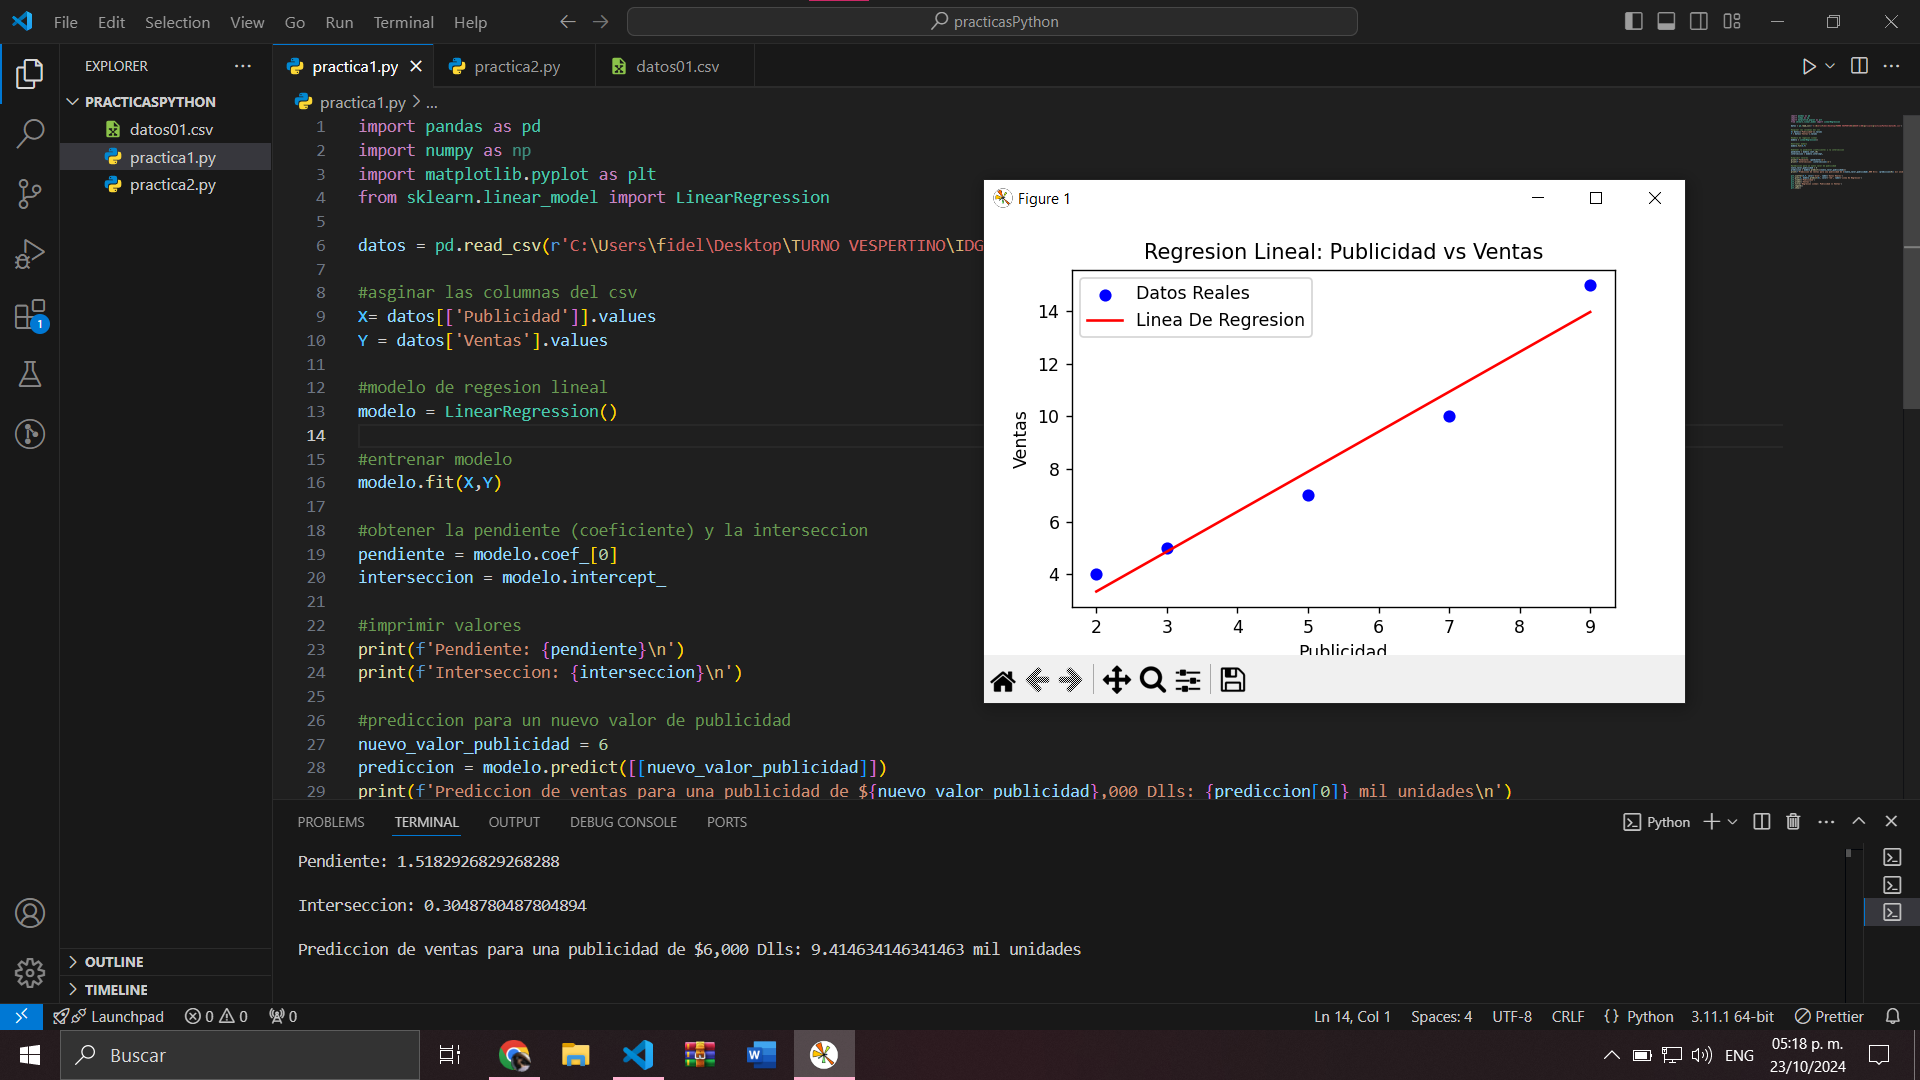 File Edit Selection View Go Run Terminal Help
practicasPython
EXPLORER
PRACTICASPYTHON
datos01.csv
practica1.py
practica2.py
OUTLINE
TIMELINE
practica1.py practica2.py datos01.csv
practica1.py > ...
1 import pandas as pd
2 import numpy as np
3 import matplotlib.pyplot as plt
4 from sklearn.linear_model import LinearRegression
5
6 datos = pd.read_csv(r'C:\Users\fidel\Desktop\TURNO VESPERTINO\IDG
7
8 #asginar las columnas del csv
9 X= datos[['Publicidad']].values
10 Y = datos['Ventas'].values
11
12 #modelo de regesion lineal
13 modelo = LinearRegression()
14
15 #entrenar modelo
16 modelo.fit(X,Y)
17
18 #obtener la pendiente (coeficiente) y la interseccion
19 pendiente = modelo.coef_[0]
20 interseccion = modelo.intercept_
21
22 #imprimir valores
23 print(f'Pendiente: {pendiente}\n')
24 print(f'Interseccion: {interseccion}\n')
25
26 #prediccion para un nuevo valor de publicidad
27 nuevo_valor_publicidad = 6
28 prediccion = modelo.predict([[nuevo_valor_publicidad]])
29 print(f'Prediccion de ventas para una publicidad de ${nuevo_valor_publicidad},000 Dlls: {prediccion[0]} mil unidades\n')
Figure 1
Regresion Lineal: Publicidad vs Ventas
Datos Reales
Linea De Regresion
14
12
10
8
6
4
Ventas
2 3 4 5 6 7 8 9
Publicidad
PROBLEMS TERMINAL OUTPUT DEBUG CONSOLE PORTS
Python
Pendiente: 1.5182926829268288
Interseccion: 0.3048780487804894
Prediccion de ventas para una publicidad de $6,000 Dlls: 9.414634146341463 mil unidades
1
Launchpad 0 0 0
Ln 14, Col 1 Spaces: 4 UTF-8 CRLF {} Python 3.11.1 64-bit Prettier
Buscar
ENG
05:18 p. m.
23/10/2024